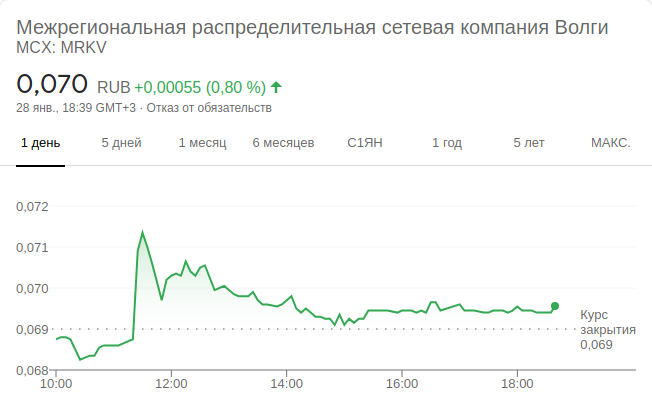 Межрегиональная распределительная сетевая компания Волги
MCX: MRKV
0,070 RUB +0,00055 (0,80 %)
28 янв., 18:39 GMT+3 · Отказ от обязательств
1 день 5 дней 1 месяц 6 месяцев С1ЯН 1 год 5 лет МАКС.
0,072
0,071
0,070
0,069
0,068
Курс
закрытия
0,069
10:00 12:00 14:00 16:00 18:00